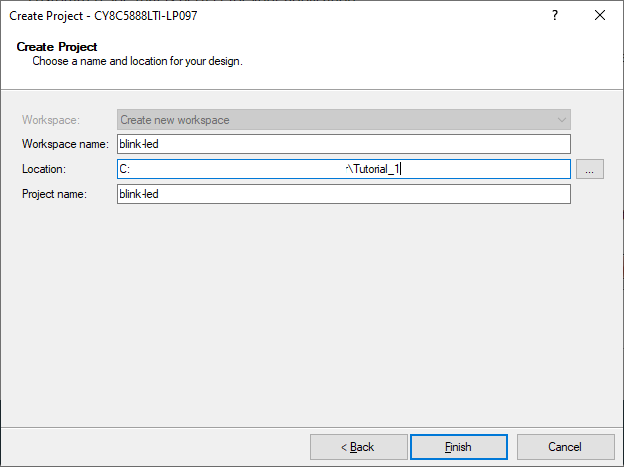 Create Project - CY8C5888LTI-LP097 ?
Create Project
Choose a name and location for your design.
Workspace: Create new workspace
Workspace name: blink-led
Location: C: \Tutorial_1 ...
Project name: blink-led
< Back Finish Cancel